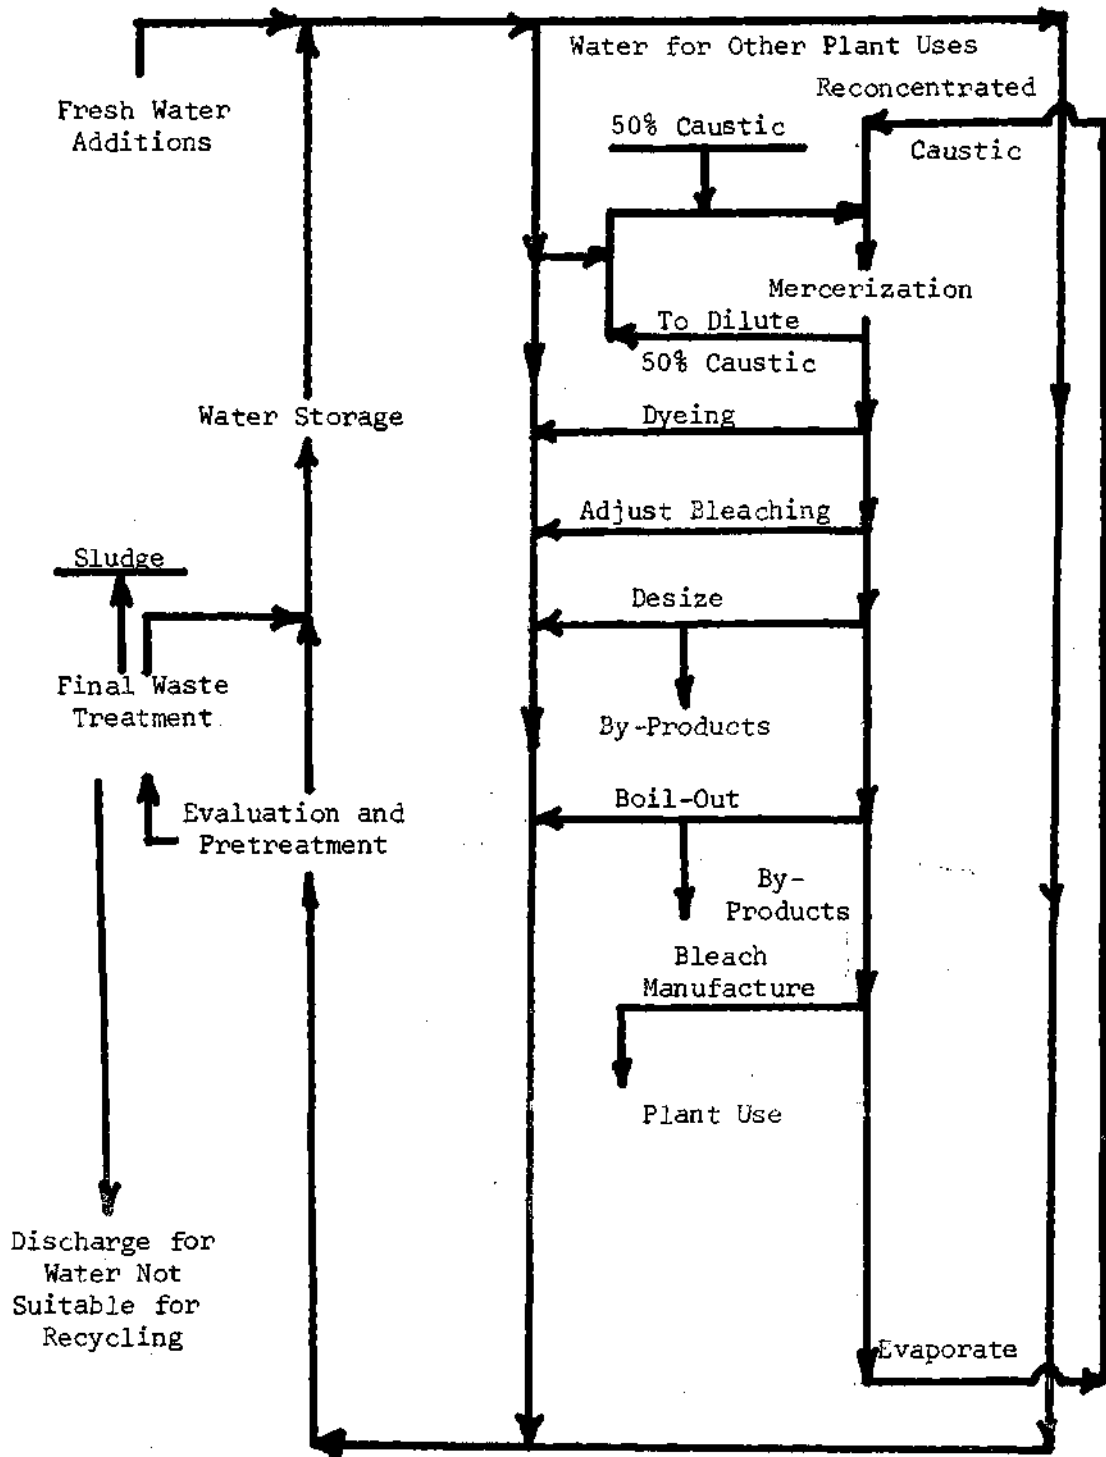 Water for Other Plant Uses
Fresh Water
Additions
Reconcentrated
Caustic
50% Caustic
Mercerization
To Dilute
50% Caustic
Water Storage
Dyeing
Adjust Bleaching
Sludge
Desize
Final Waste
Treatment
By-Products
Evaluation and
Pretreatment
Boil-Out
By-
Products
Bleach
Manufacture
Plant Use
Discharge for
Water Not
Suitable for
Recycling
Evaporate